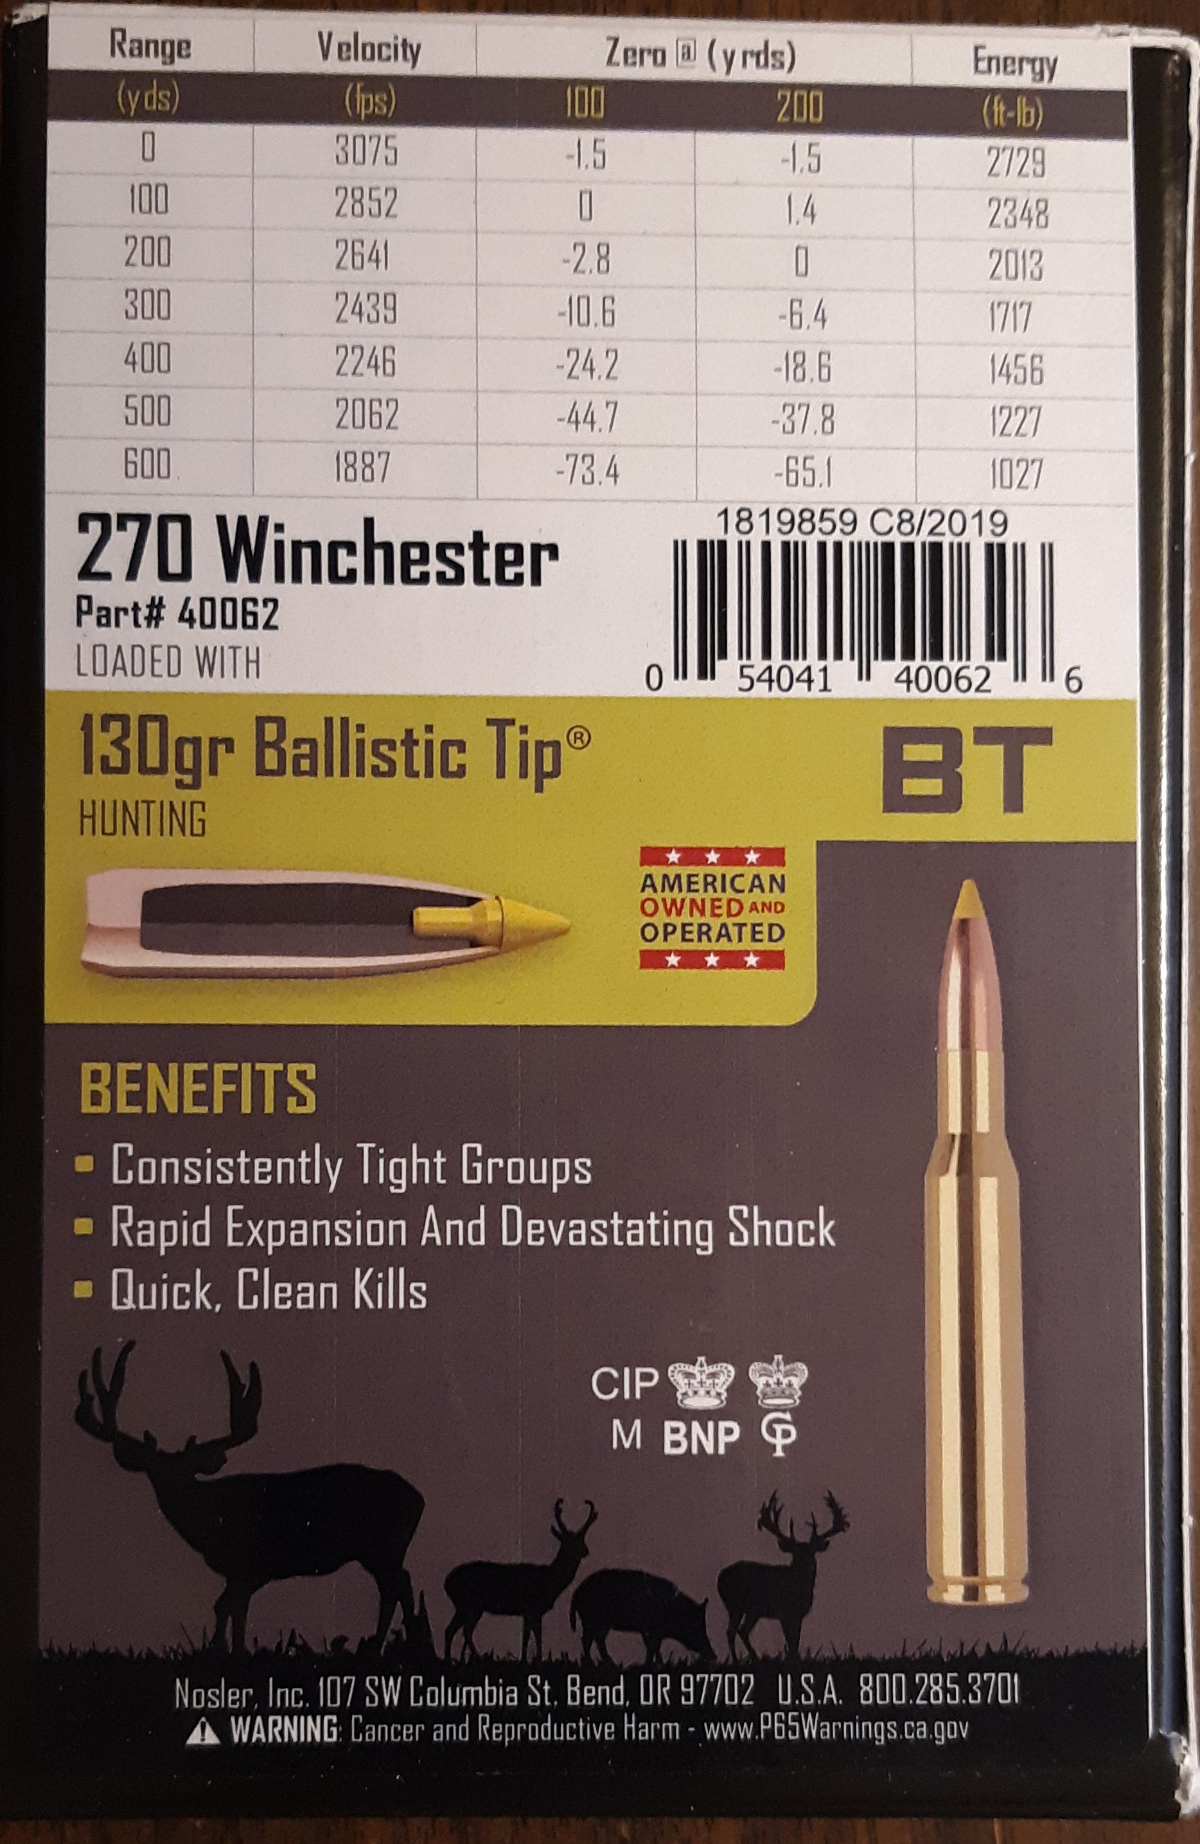 Range Velocity Zero @ (yrds) Energy
(yds) (fps) 100 200 (ft-lb)
0 3075 -1.5 -1.5 2729
100 2852 0 1.4 2348
200 2641 -2.8 0 2013
300 2439 -10.6 -6.4 1717
400 2246 -24.2 -18.6 1456
500 2062 -44.7 -37.8 1227
600 1887 -73.4 -65.1 1027
270 Winchester
Part# 40062
LOADED WITH
1819859 C8/2019
0 54041 40062 6
130gr Ballistic Tip®
HUNTING
BT
AMERICAN
OWNED AND
OPERATED
BENEFITS
▪ Consistently Tight Groups
▪ Rapid Expansion And Devastating Shock
▪ Quick, Clean Kills
CIP
M BNP GP
Nosler, Inc. 107 SW Columbia St, Bend, OR 97702 U.S.A. 800.285.3701
⚠ WARNING: Cancer and Reproductive Harm - www.P65Warnings.ca.gov